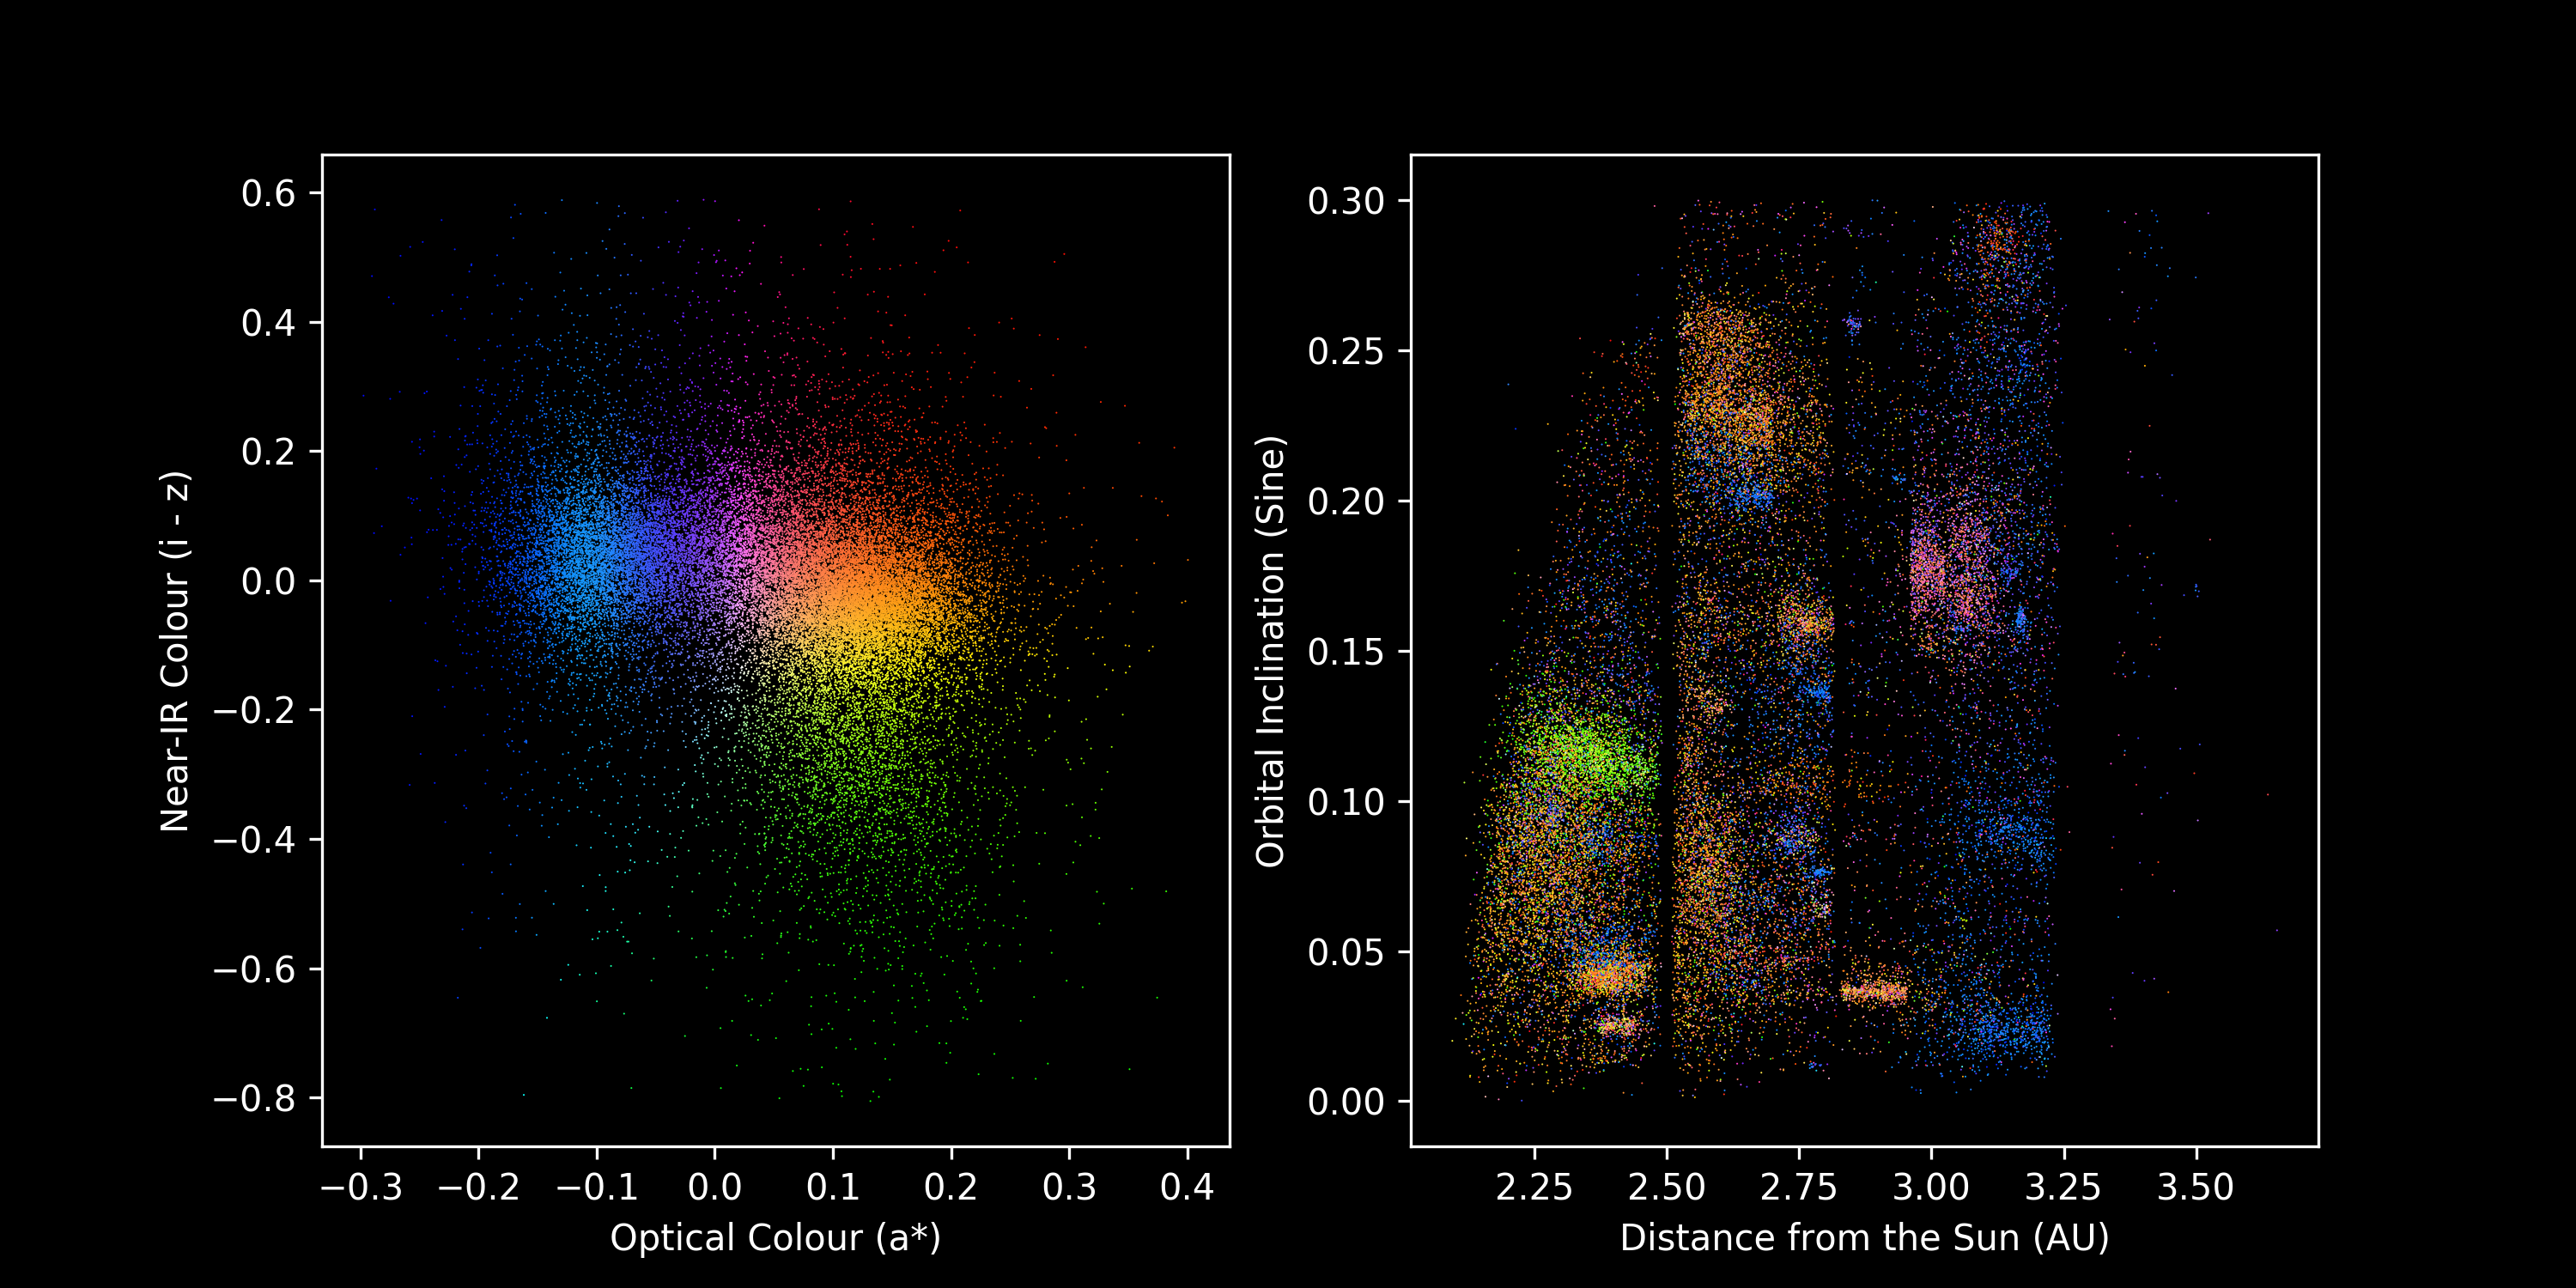 0.6
0.4
0.2
0.0
−0.2
−0.4
−0.6
−0.8
Near-IR Colour (i - z)
−0.3 −0.2 −0.1 0.0 0.1 0.2 0.3 0.4
Optical Colour (a*)
0.30
0.25
0.20
0.15
0.10
0.05
0.00
Orbital Inclination (Sine)
2.25 2.50 2.75 3.00 3.25 3.50
Distance from the Sun (AU)